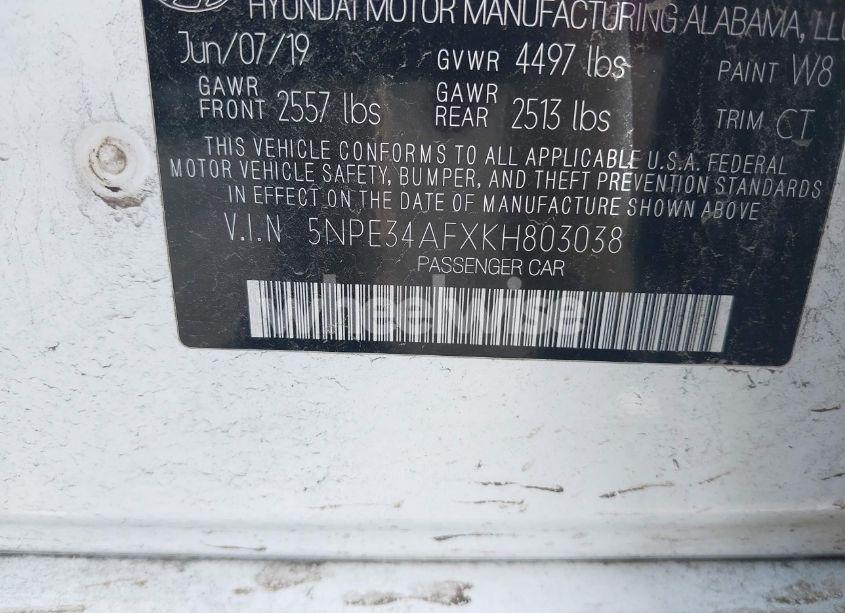 HYUNDAI MOTOR MANUFACTURING ALABAMA, LLC
Jun/07/19 GVWR 4497 lbs PAINT W8
GAWR FRONT 2557 lbs GAWR REAR 2513 lbs TRIM CT
THIS VEHICLE CONFORMS TO ALL APPLICABLE U.S.A. FEDERAL
MOTOR VEHICLE SAFETY, BUMPER, AND THEFT PREVENTION STANDARDS
IN EFFECT ON THE DATE OF MANUFACTURE SHOWN ABOVE
V.I.N 5NPE34AFXKH803038
PASSENGER CAR
wheelwise